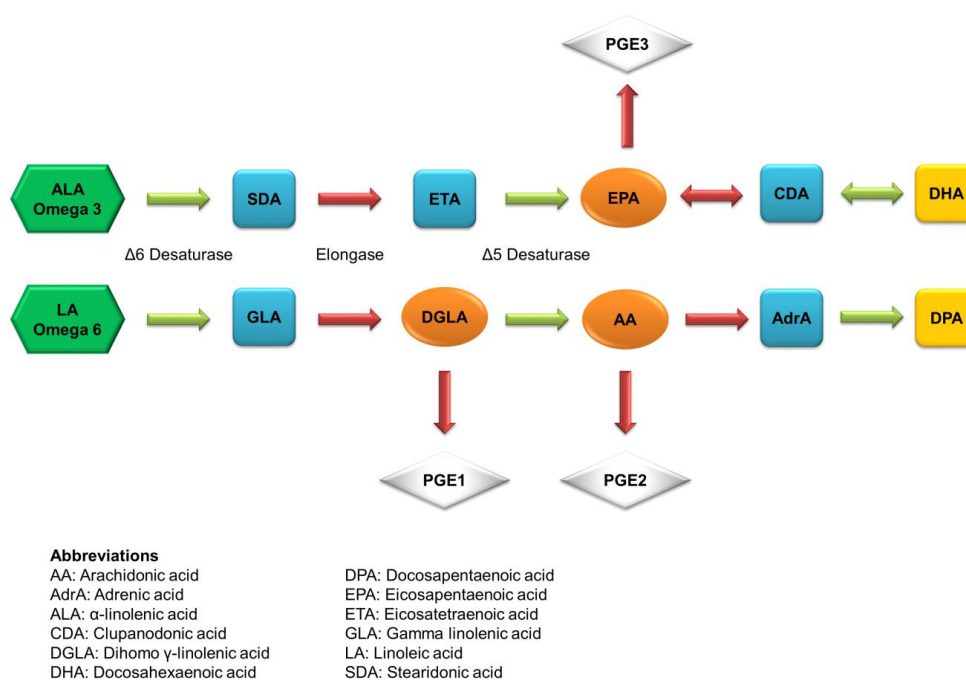 PGE3
ALA
Omega 3
SDA
ETA
EPA
CDA
DHA
Δ6 Desaturase
Elongase
Δ5 Desaturase
LA
Omega 6
GLA
DGLA
AA
AdrA
DPA
PGE1
PGE2
Abbreviations
AA: Arachidonic acid
AdrA: Adrenic acid
ALA: α-linolenic acid
CDA: Clupanodonic acid
DGLA: Dihomo γ-linolenic acid
DHA: Docosahexaenoic acid
DPA: Docosapentaenoic acid
EPA: Eicosapentaenoic acid
ETA: Eicosatetraenoic acid
GLA: Gamma linolenic acid
LA: Linoleic acid
SDA: Stearidonic acid